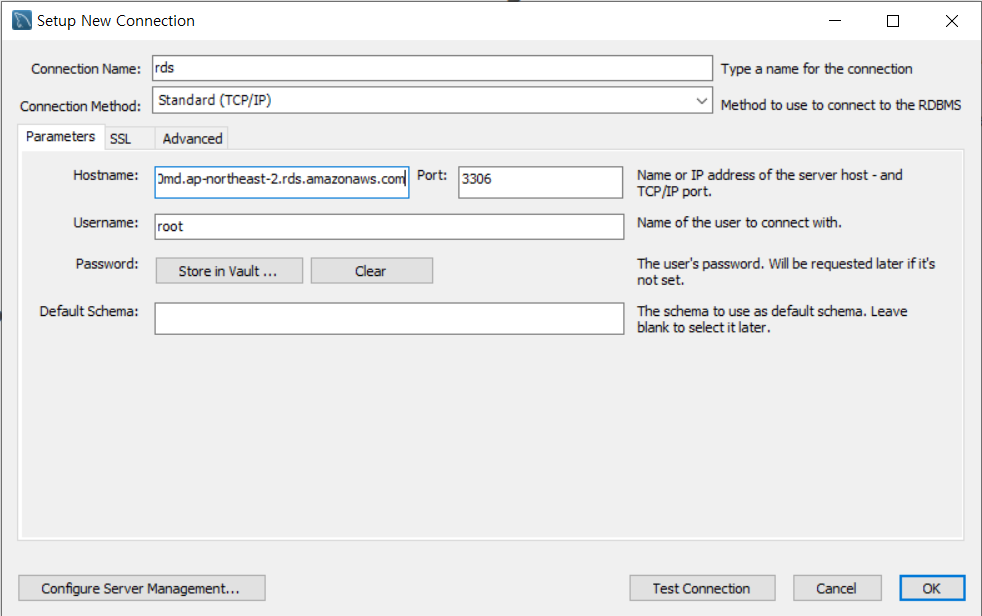 Setup New Connection
Connection Name: rds Type a name for the connection
Connection Method: Standard (TCP/IP) Method to use to connect to the RDBMS
Parameters SSL Advanced
Hostname: md.ap-northeast-2.rds.amazonaws.com Port: 3306 Name or IP address of the server host - and
TCP/IP port.
Username: root Name of the user to connect with.
Password: Store in Vault ... Clear The user's password. Will be requested later if it's
not set.
Default Schema: The schema to use as default schema. Leave
blank to select it later.
Configure Server Management... Test Connection Cancel OK